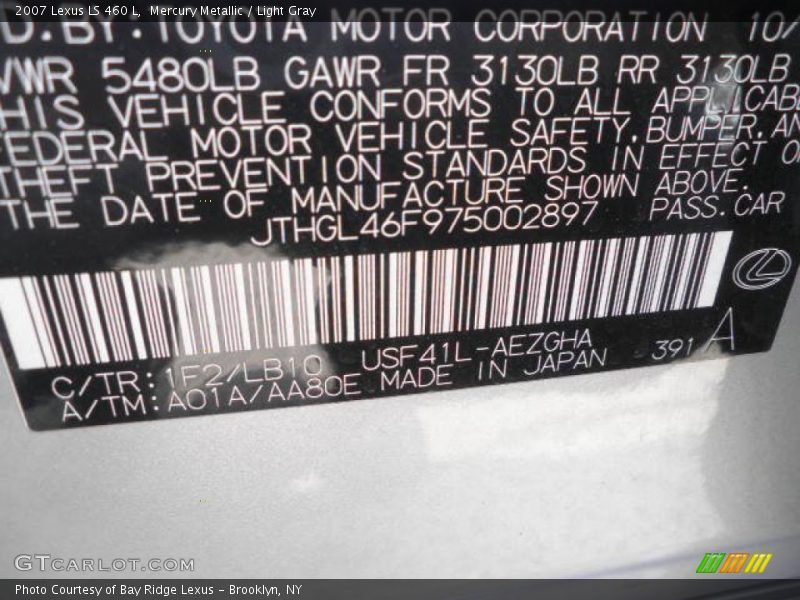 2007 Lexus LS 460 L, Mercury Metallic / Light Gray
D. BY: TOYOTA MOTOR CORPORATION 10/
VWR 5480LB GAWR FR 3130LB RR 3130LB
HIS VEHICLE CONFORMS TO ALL APPLICAB
EDERAL MOTOR VEHICLE SAFETY, BUMPER, AN
THEFT PREVENTION STANDARDS IN EFFECT O
THE DATE OF MANUFACTURE SHOWN ABOVE.
JTHGL46F975002897 PASS. CAR
C/TR: 1F2/LB10 USF41L-AEZGHA 391 A
A/TM: A01A/AA80E MADE IN JAPAN
GTCARLOT.COM
Photo Courtesy of Bay Ridge Lexus - Brooklyn, NY